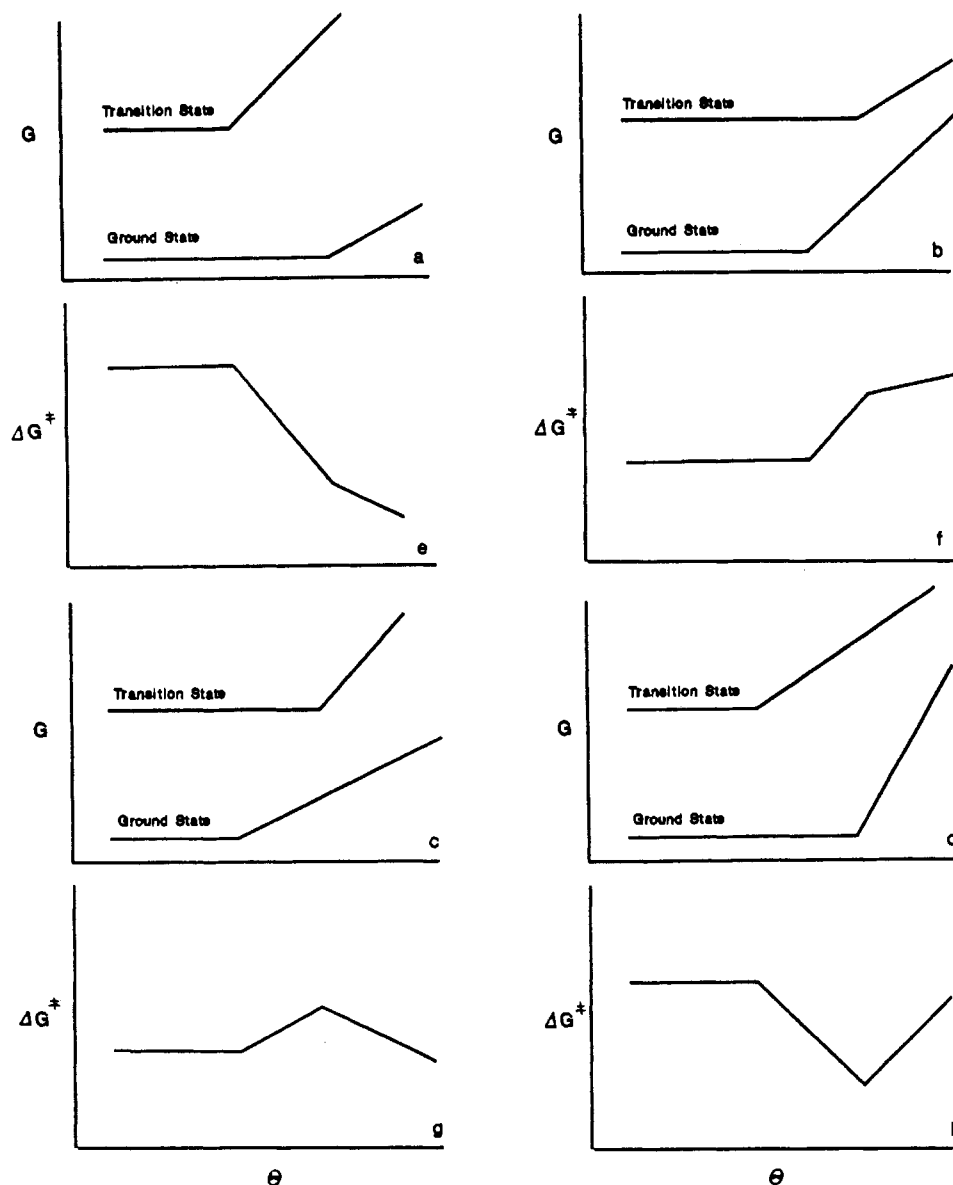 Transition State
G
Ground State
a
Transition State
G
Ground State
b
ΔG‡
e
ΔG‡
f
Transition State
G
Ground State
c
Transition State
G
Ground State
ΔG‡
g
Θ
ΔG‡
Θ